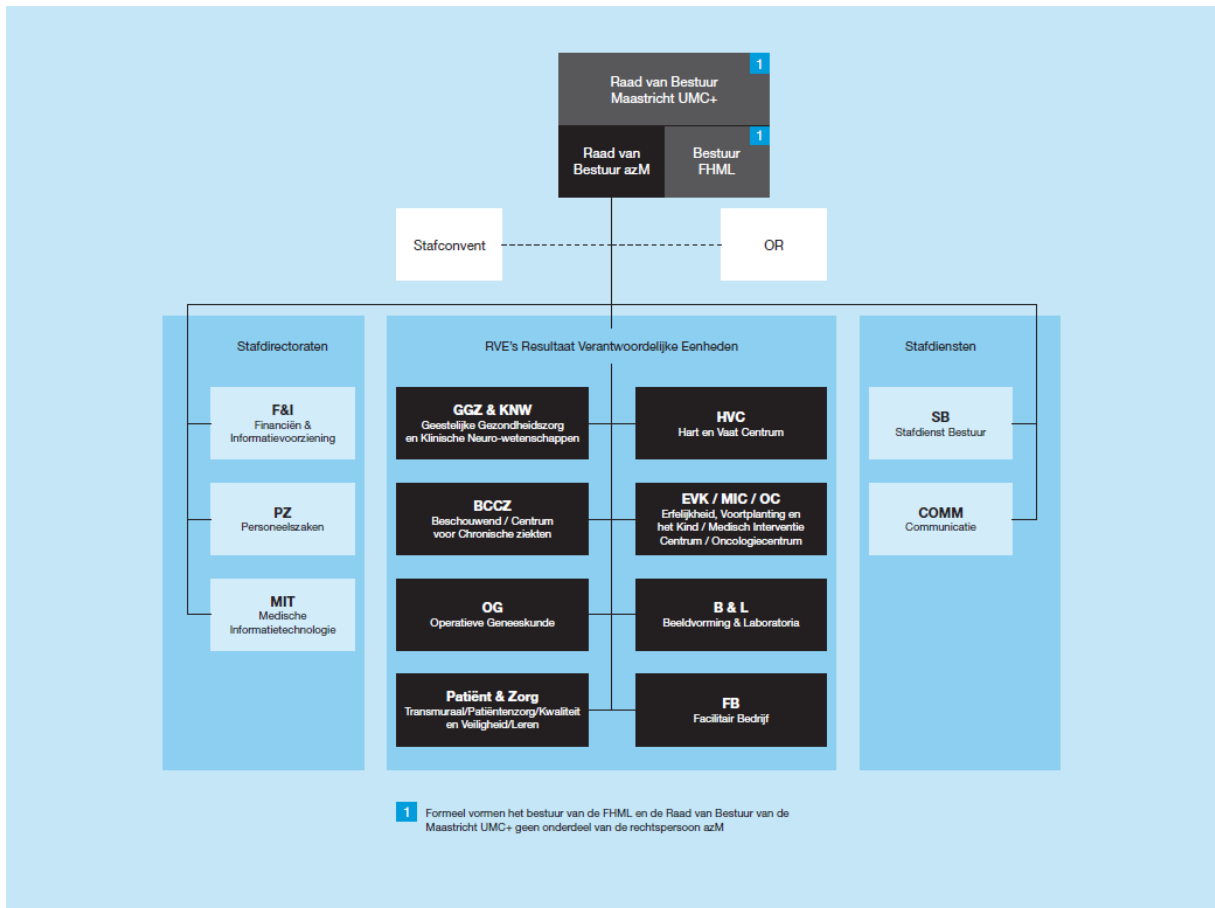 1
Raad van Bestuur
Maastricht UMC+
1
Raad van
Bestuur azM
Bestuur
FHML
Stafconvent
OR
Stafdirectoraten
F&I
Financiën &
Informatievoorziening
PZ
Personeelszaken
MIT
Medische
Informatietechnologie
RVE's Resultaat Verantwoordelijke Eenheden
GGZ & KNW
Geestelijke Gezondheidszorg
en Klinische Neuro-wetenschappen
HVC
Hart en Vaat Centrum
BCCZ
Beschouwend / Centrum
voor Chronische ziekten
EVK / MIC / OC
Erfelijkheid, Voortplanting en
het Kind / Medisch Interventie
Centrum / Oncologiecentrum
OG
Operatieve Geneeskunde
B & L
Beeldvorming & Laboratoria
Patiënt & Zorg
Transmuraal/Patiëntenzorg/Kwaliteit
en Veiligheid/Leren
FB
Facilitair Bedrijf
Stafdiensten
SB
Stafdienst Bestuur
COMM
Communicatie
1 Formeel vormen het bestuur van de FHML en de Raad van Bestuur van de
Maastricht UMC+ geen onderdeel van de rechtspersoon azM